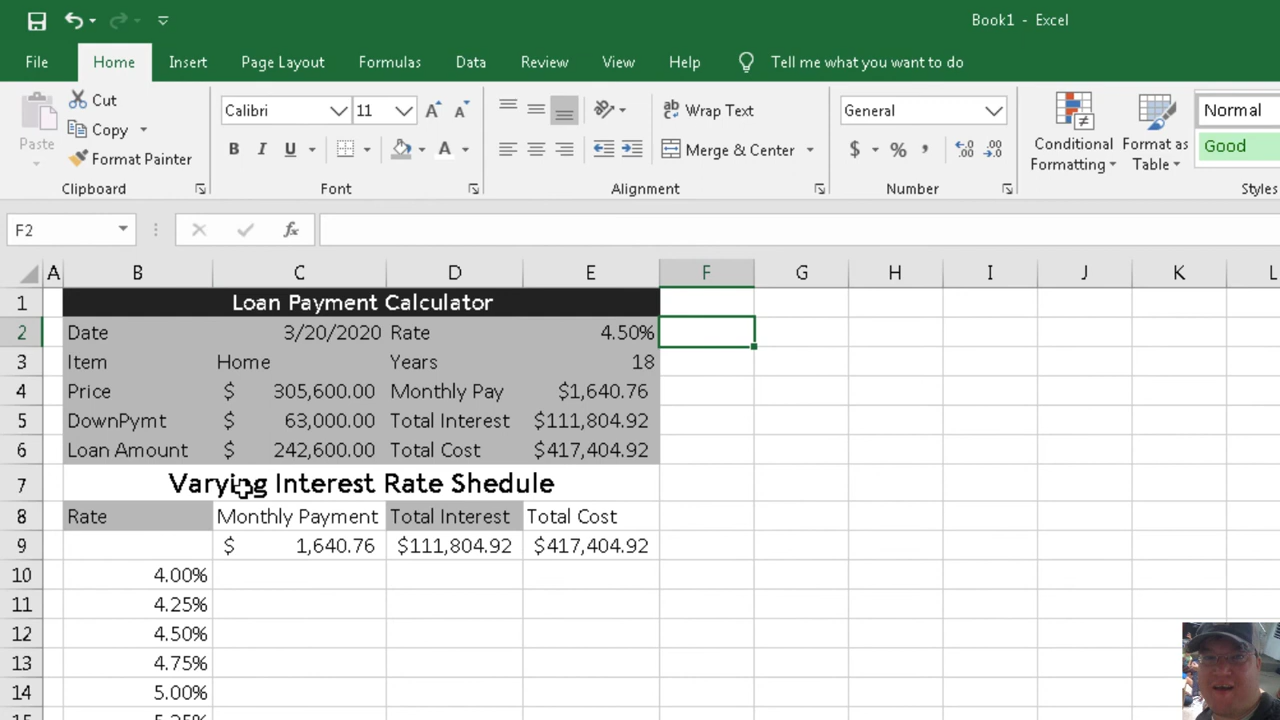 Book1 - Excel
File Home Insert Page Layout Formulas Data Review View Help Tell me what you want to do
Paste Cut Copy Format Painter Clipboard
Calibri 11 A A B I U A Font
ab Wrap Text Merge & Center Alignment
General $ % , .00 .00 Number
Conditional Formatting Format as Table Normal Good Styles
F2 fx
A B C D E F G H I J K L
1 Loan Payment Calculator
2 Date 3/20/2020 Rate 4.50%
3 Item Home Years 18
4 Price $ 305,600.00 Monthly Pay $1,640.76
5 DownPymt $ 63,000.00 Total Interest $111,804.92
6 Loan Amount $ 242,600.00 Total Cost $417,404.92
7 Varying Interest Rate Shedule
8 Rate Monthly Payment Total Interest Total Cost
9 $ 1,640.76 $111,804.92 $417,404.92
10 4.00%
11 4.25%
12 4.50%
13 4.75%
14 5.00%